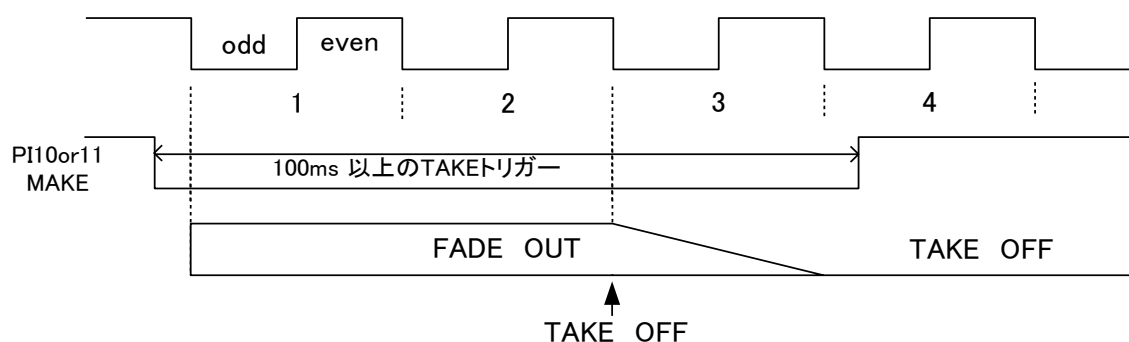 odd even
1 2 3 4
PI10or11
MAKE
100ms 以上のTAKEトリガー
FADE OUT TAKE OFF
TAKE OFF